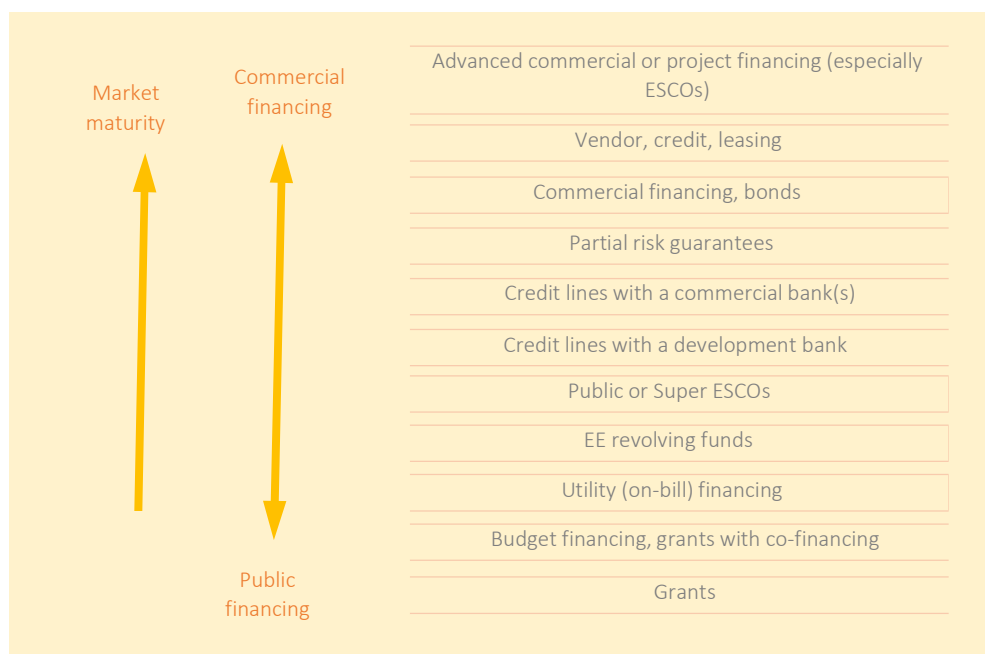 Market
maturity
Commercial
financing
Public
financing
Advanced commercial or project financing (especially
ESCOs)
Vendor, credit, leasing
Commercial financing, bonds
Partial risk guarantees
Credit lines with a commercial bank(s)
Credit lines with a development bank
Public or Super ESCOs
EE revolving funds
Utility (on-bill) financing
Budget financing, grants with co-financing
Grants